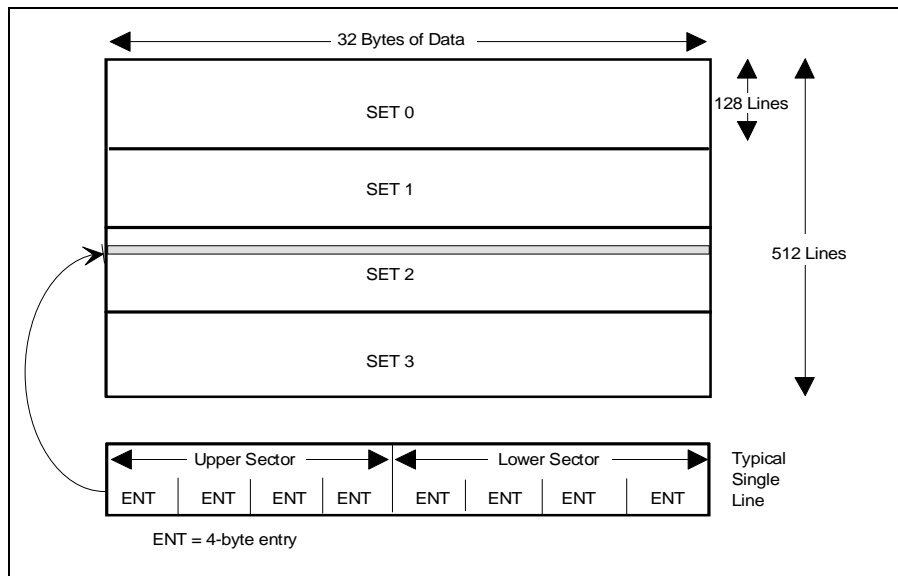 32 Bytes of Data
128 Lines
SET 0
SET 1
512 Lines
SET 2
SET 3
Upper Sector Lower Sector
Typical
Single
Line
ENT ENT ENT ENT ENT ENT ENT ENT
ENT = 4-byte entry